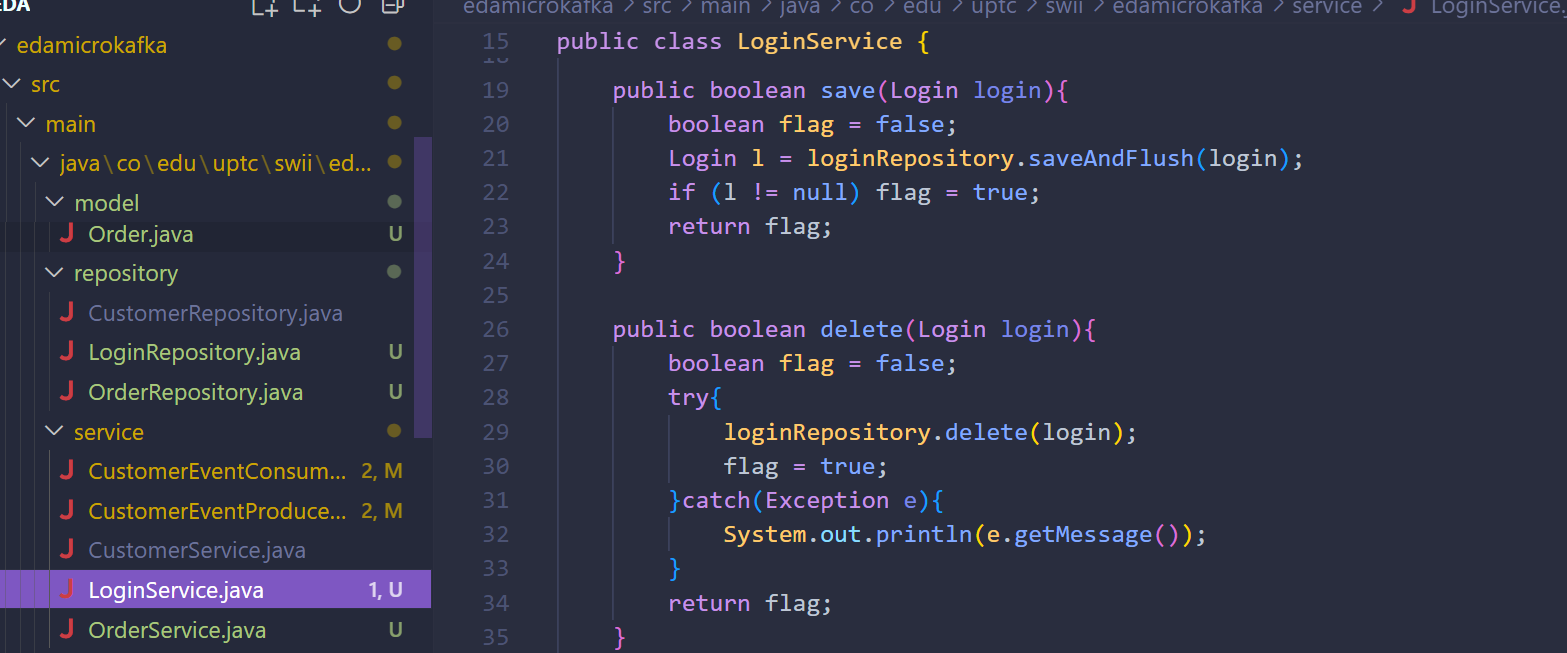 EDA
edamicrokafka
src
main
java\co\edu\uptc\swii\ed...
model
Order.java U
repository
CustomerRepository.java
LoginRepository.java U
OrderRepository.java U
service
CustomerEventConsum... 2, M
CustomerEventProduce... 2, M
CustomerService.java
LoginService.java 1, U
OrderService.java U
edamicrokafka > src > main > java > co > edu > uptc > swii > edamicrokafka > service > J LoginService.
15 public class LoginService {
18
19 public boolean save(Login login){
20 boolean flag = false;
21 Login l = loginRepository.saveAndFlush(login);
22 if (l != null) flag = true;
23 return flag;
24 }
25
26 public boolean delete(Login login){
27 boolean flag = false;
28 try{
29 loginRepository.delete(login);
30 flag = true;
31 }catch(Exception e){
32 System.out.println(e.getMessage());
33 }
34 return flag;
35 }